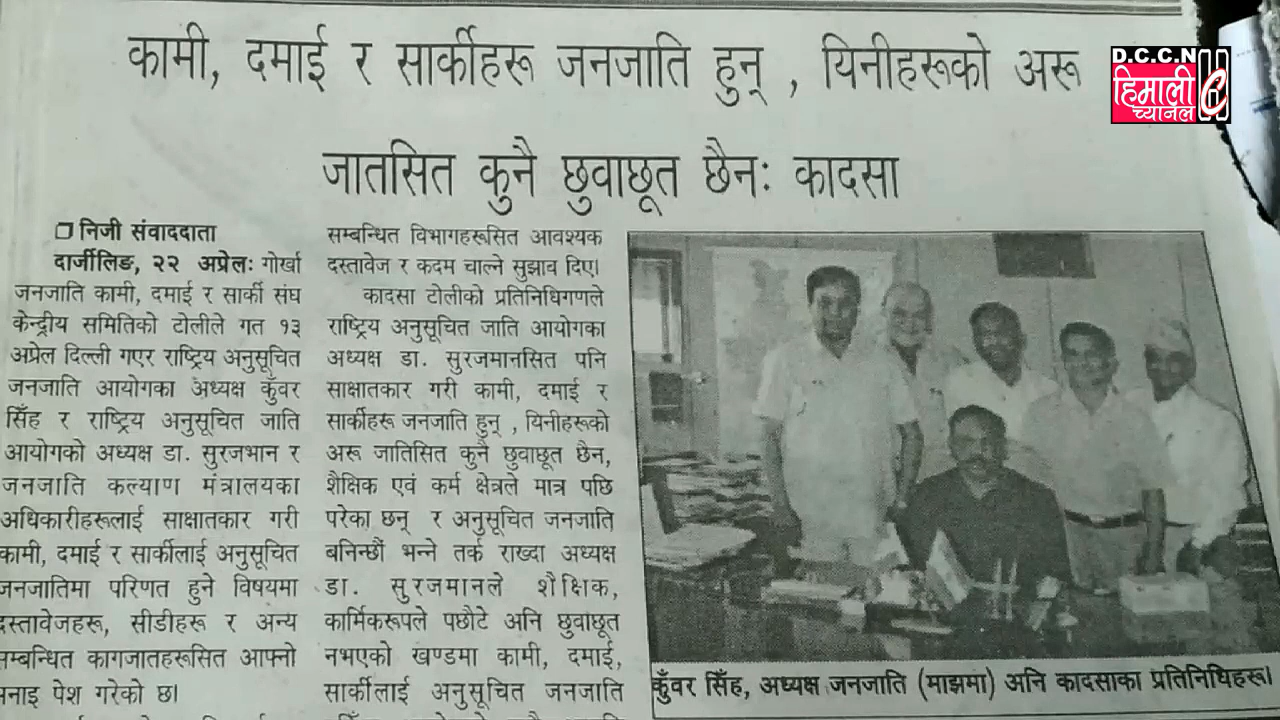 कामी, दमाई र सार्कीहरू जनजाति हुन् , यिनीहरूको अरू
जातसित कुनै छुवाछूत छैनः कादसा
D.C.C.N
हिमाली
च्यानल
निजी संवाददाता
दार्जीलिङ, २२ अप्रेलः गोर्खा
जनजाति कामी, दमाई र सार्की संघ
केन्द्रीय समितिको टोलीले गत १३
अप्रेल दिल्ली गएर राष्ट्रिय अनुसूचित
जनजाति आयोगका अध्यक्ष कुँवर
सिँह र राष्ट्रिय अनुसूचित जाति
आयोगको अध्यक्ष डा. सुरजभान र
जनजाति कल्याण मंत्रालयका
अधिकारीहरूलाई साक्षातकार गरी
कामी, दमाई र सार्कीलाई अनुसूचित
जनजातिमा परिणत हुने विषयमा
दस्तावेजहरू, सीडीहरू र अन्य
सम्बन्धित कागजातहरूसित आफ्नो
मनाइ पेश गरेको छ।
सम्बन्धित विभागहरूसित आवश्यक
दस्तावेज र कदम चाल्ने सुझाव दिए।
कादसा टोलीको प्रतिनिधिगणले
राष्ट्रिय अनुसूचित जाति आयोगका
अध्यक्ष डा. सुरजमानसित पनि
साक्षातकार गरी कामी, दमाई र
सार्कीहरू जनजाति हुन् , यिनीहरूको
अरू जातिसित कुनै छुवाछूत छैन,
शैक्षिक एवं कर्म क्षेत्रले मात्र पछि
परेका छन् र अनुसूचित जनजाति
बनिन्छौं भन्ने तर्क राख्दा अध्यक्ष
डा. सुरजमानले शैक्षिक,
कार्मिकरूपले पछौटे अनि छुवाछूत
नभएको खण्डमा कामी, दमाई,
सार्कीलाई अनुसूचित जनजाति
कुँवर सिँह, अध्यक्ष जनजाति (माझमा) अनि कादसाका प्रतिनिधिहरू।